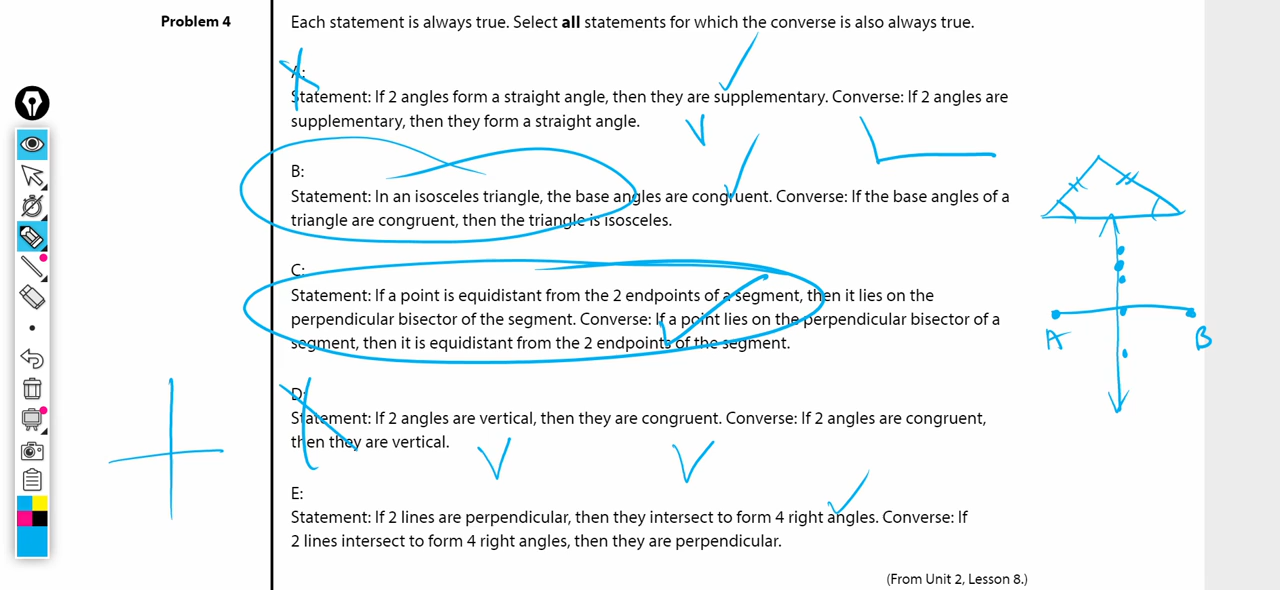 Problem 4
Each statement is always true. Select all statements for which the converse is also always true.
A:
Statement: If 2 angles form a straight angle, then they are supplementary. Converse: If 2 angles are
supplementary, then they form a straight angle.
B:
Statement: In an isosceles triangle, the base angles are congruent. Converse: If the base angles of a
triangle are congruent, then the triangle is isosceles.
C:
Statement: If a point is equidistant from the 2 endpoints of a segment, then it lies on the
perpendicular bisector of the segment. Converse: If a point lies on the perpendicular bisector of a
segment, then it is equidistant from the 2 endpoints of the segment.
A B
D:
Statement: If 2 angles are vertical, then they are congruent. Converse: If 2 angles are congruent,
then they are vertical.
E:
Statement: If 2 lines are perpendicular, then they intersect to form 4 right angles. Converse: If
2 lines intersect to form 4 right angles, then they are perpendicular.
(From Unit 2, Lesson 8.)